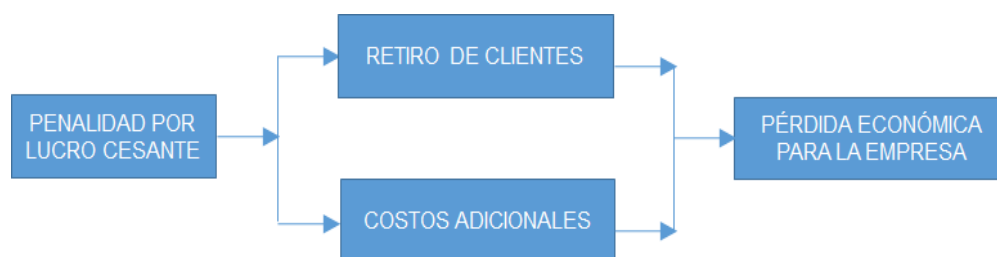 PENALIDAD POR
LUCRO CESANTE
RETIRO DE CLIENTES
COSTOS ADICIONALES
PÉRDIDA ECONÓMICA
PARA LA EMPRESA